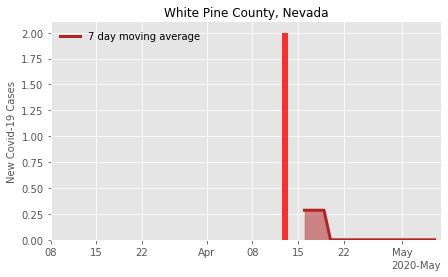 White Pine County, Nevada
7 day moving average
New Covid-19 Cases
2.00
1.75
1.50
1.25
1.00
0.75
0.50
0.25
0.00
08
15
22
Apr
08
15
22
May
2020-May